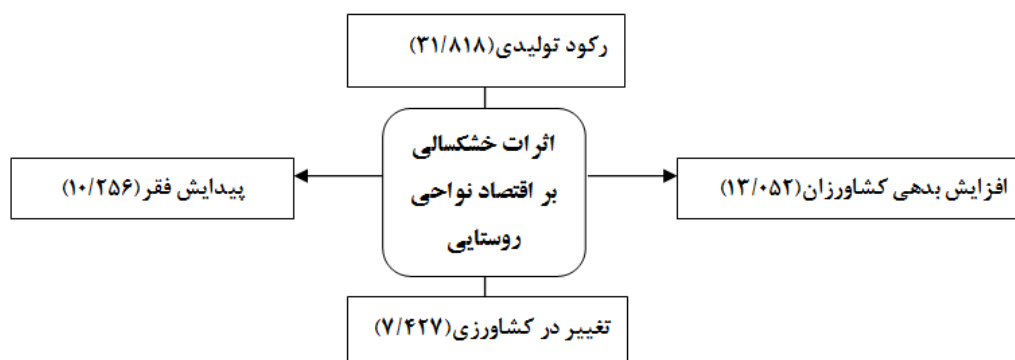 رکود تولیدی(۳۱/۸۱۸)
اثرات خشکسالی
بر اقتصاد نواحی
روستایی
افزایش بدهی کشاورزان(۱۳/۰۵۲)
پیدایش فقر(۱۰/۲۵۶)
تغییر در کشاورزی(۷/۴۲۷)